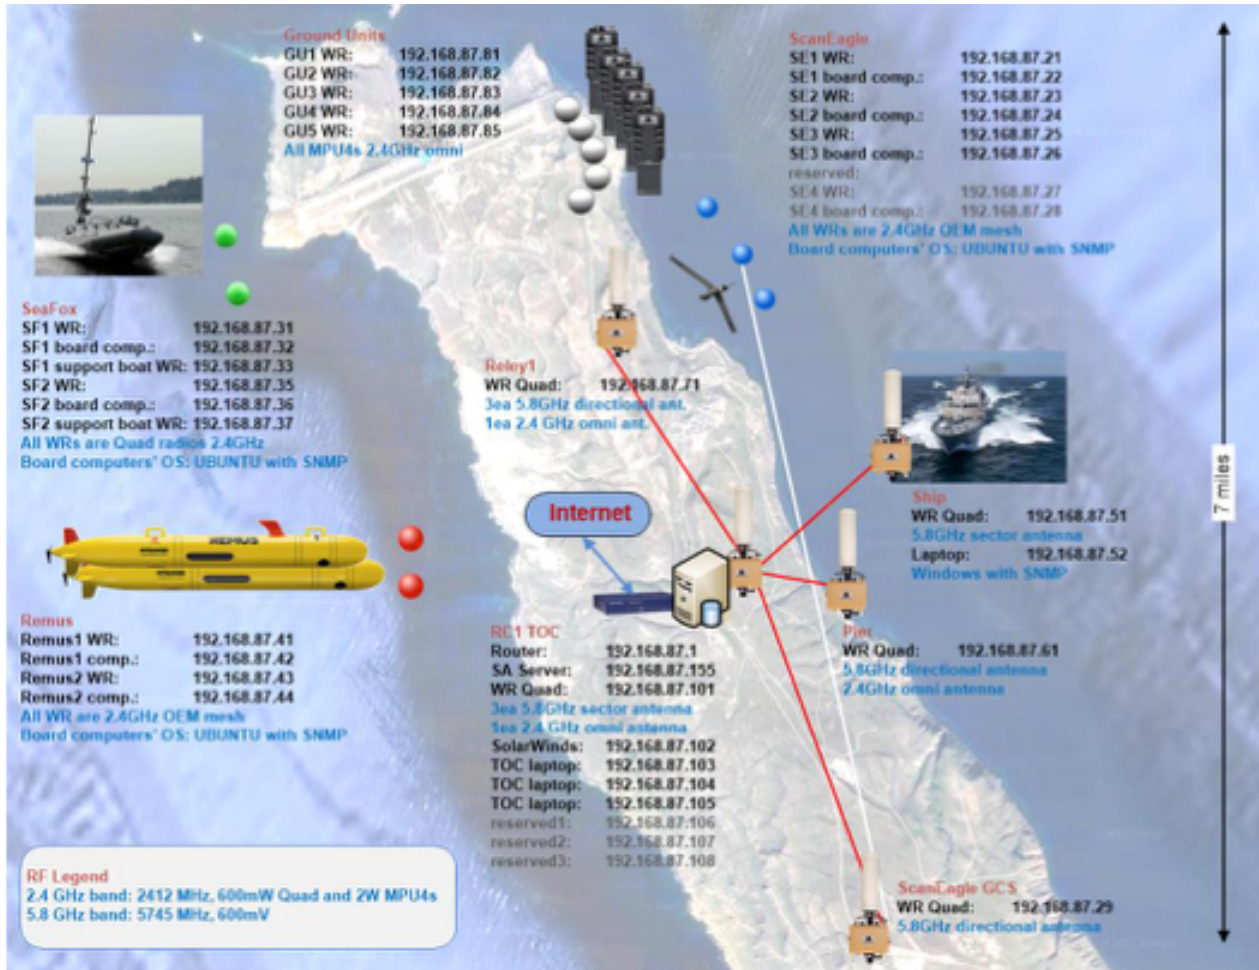 Ground Units
GU1 WR: 192.168.87.81
GU2 WR: 192.168.87.82
GU3 WR: 192.168.87.83
GU4 WR: 192.168.87.84
GU5 WR: 192.168.87.85
All MPU4s 2.4GHz omni
ScanEagle
SE1 WR: 192.168.87.21
SE1 board comp.: 192.168.87.22
SE2 WR: 192.168.87.23
SE2 board comp.: 192.168.87.24
SE3 WR: 192.168.87.25
SE3 board comp.: 192.168.87.26
reserved:
SE4 WR: 192.168.87.27
SE4 board comp.: 192.168.87.28
All WRs are 2.4GHz OEM mesh
Board computers' OS: UBUNTU with SNMP
7 miles
SeaFox
SF1 WR: 192.168.87.31
SF1 board comp.: 192.168.87.32
SF1 support boat WR: 192.168.87.33
SF2 WR: 192.168.87.35
SF2 board comp.: 192.168.87.36
SF2 support boat WR: 192.168.87.37
All WRs are Quad radios 2.4GHz
Board computers' OS: UBUNTU with SNMP
Reley1
WR Quad: 192.168.87.71
3ea 5.8GHz directional ant.
1ea 2.4 GHz omni ant.
Internet
Ship
WR Quad: 192.168.87.51
5.8GHz sector antenna
Laptop: 192.168.87.52
Windows with SNMP
REMUS
Remus
Remus1 WR: 192.168.87.41
Remus1 comp.: 192.168.87.42
Remus2 WR: 192.168.87.43
Remus2 comp.: 192.168.87.44
All WR are 2.4GHz OEM mesh
Board computers' OS: UBUNTU with SNMP
RC1 TOC
Router: 192.168.87.1
SA Server: 192.168.87.155
WR Quad: 192.168.87.101
3ea 5.8GHz sector antenna
1ea 2.4 GHz omni antenna
SolarWinds: 192.168.87.102
TOC laptop: 192.168.87.103
TOC laptop: 192.168.87.104
TOC laptop: 192.168.87.105
reserved1: 192.168.87.106
reserved2: 192.168.87.107
reserved3: 192.168.87.108
Pier
WR Quad: 192.168.87.61
5.8GHz directional antenna
2.4GHz omni antenna
RF Legend
2.4 GHz band: 2412 MHz, 600mW Quad and 2W MPU4s
5.8 GHz band: 5745 MHz, 600mV
ScanEagle GCS
WR Quad: 192.168.87.29
5.8GHz directional antenna